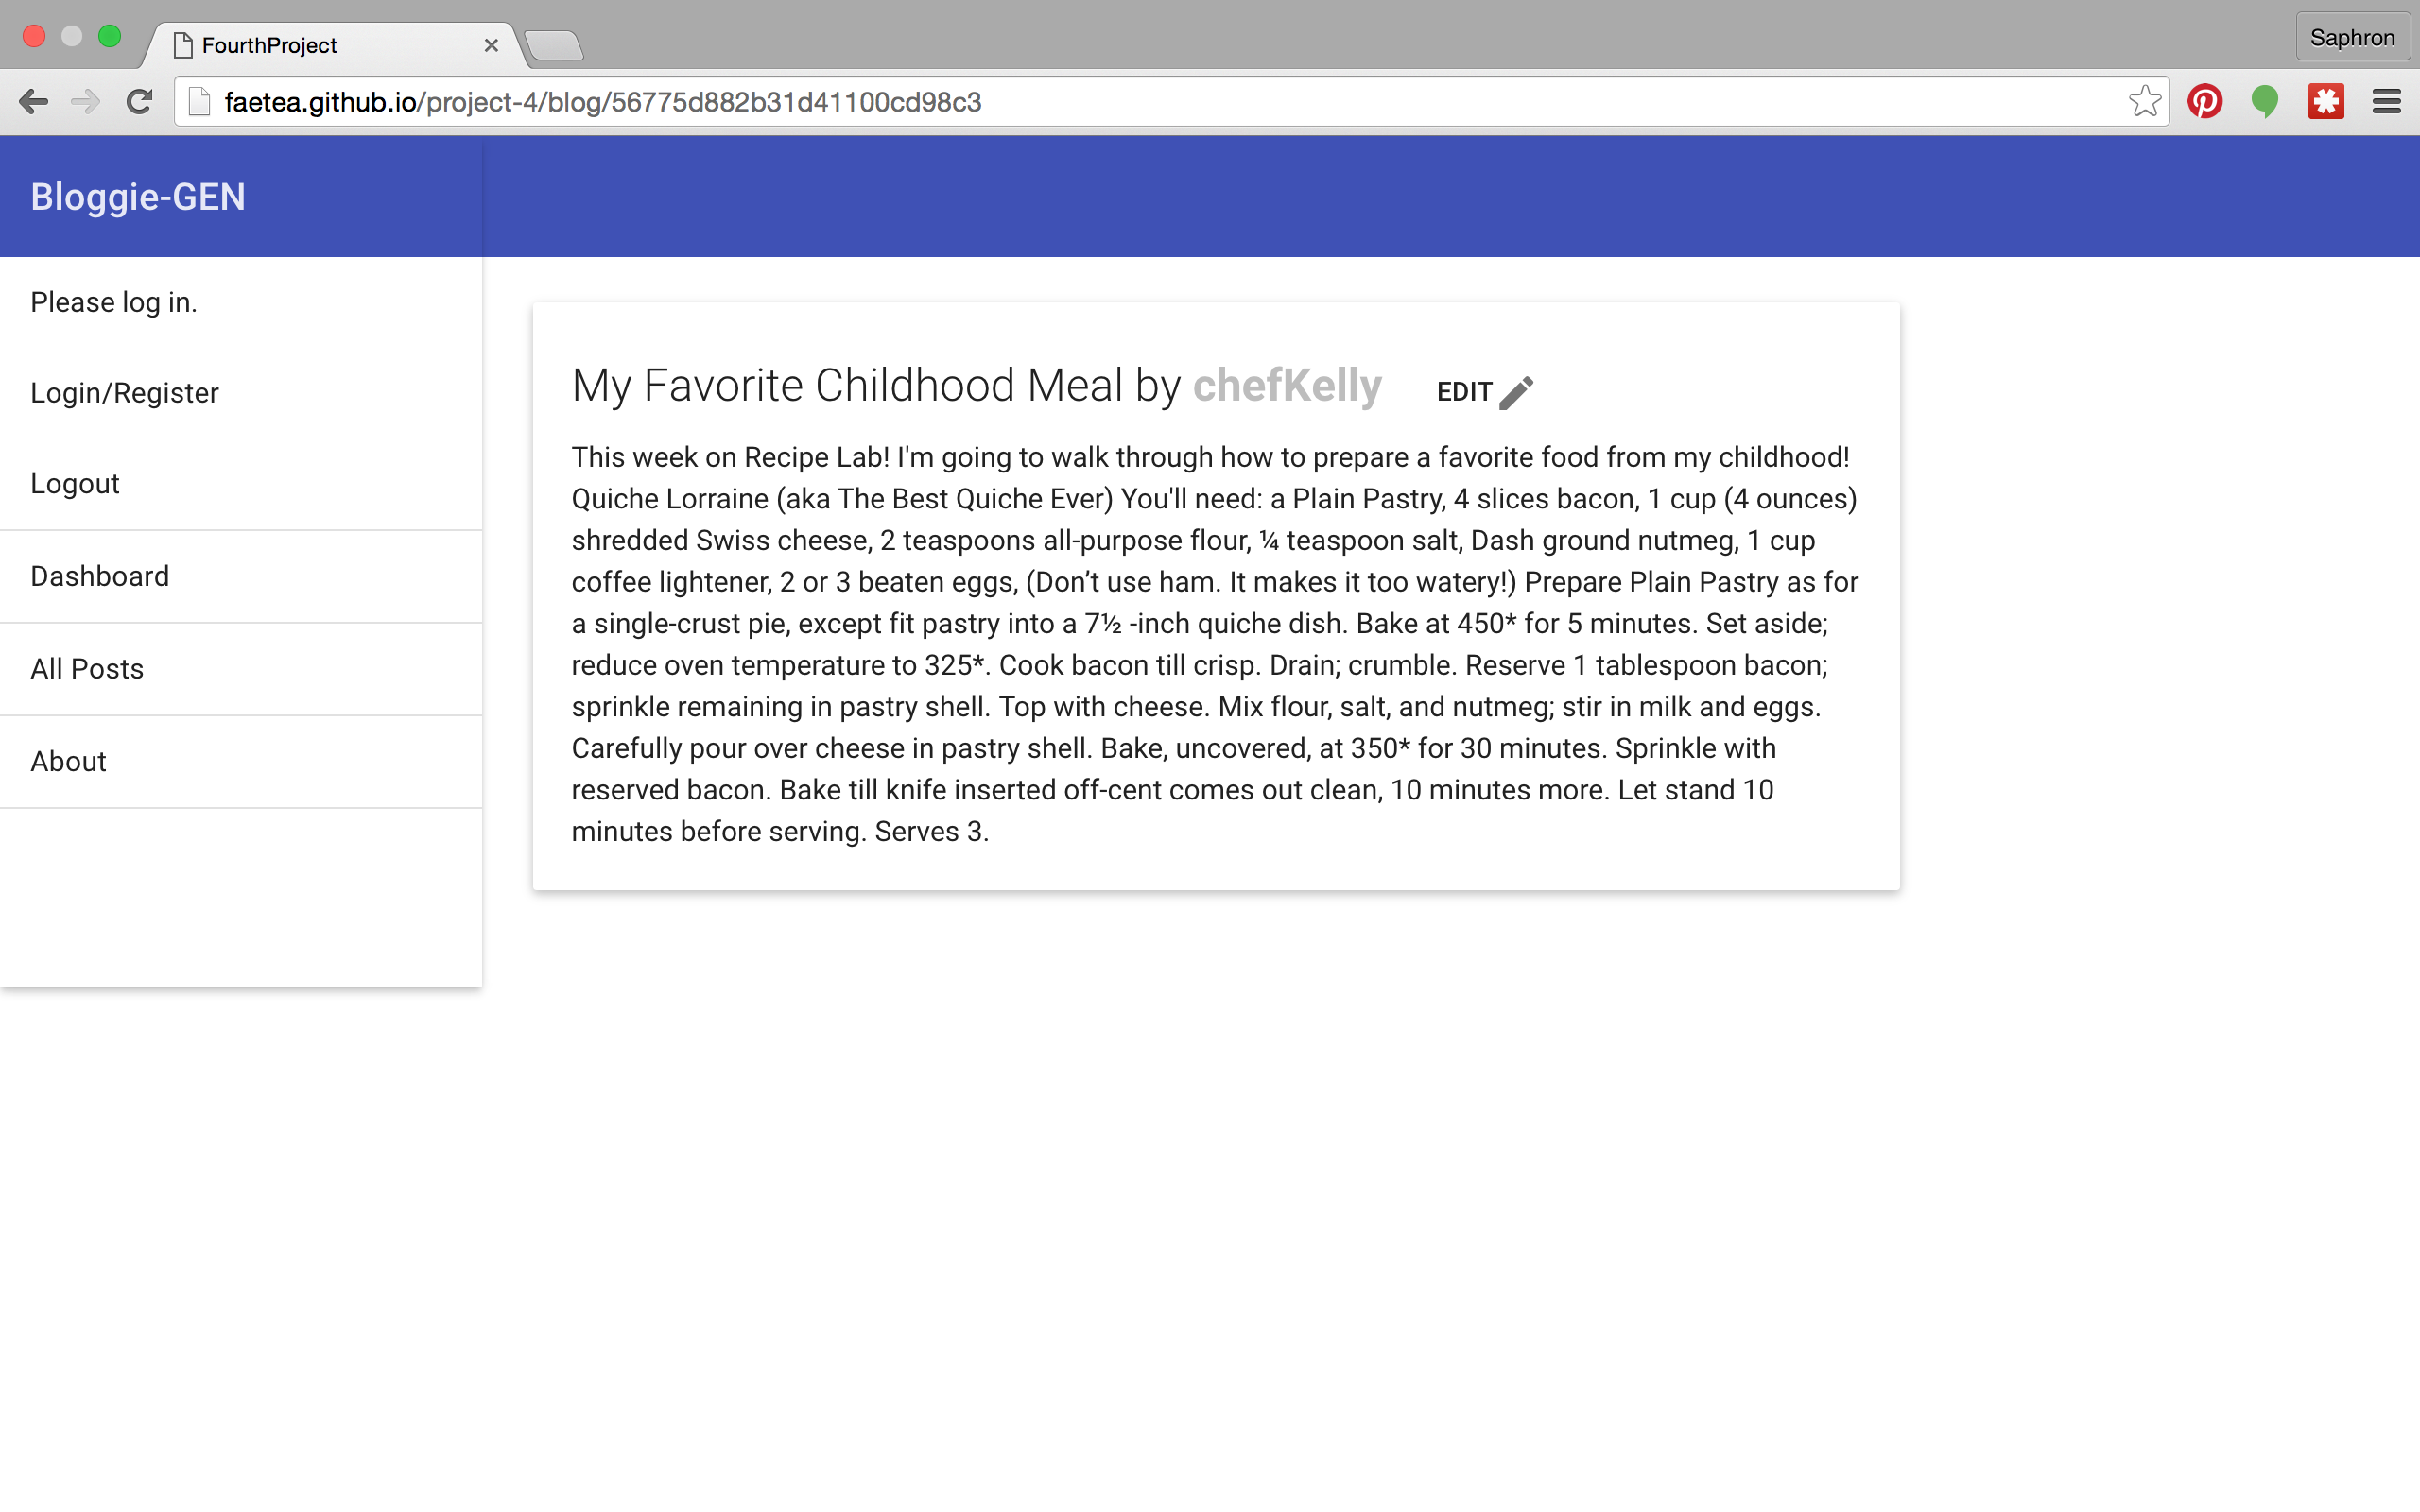 FourthProject
Saphron
faetea.github.io/project-4/blog/56775d882b31d41100cd98c3
Bloggie-GEN
Please log in.
Login/Register
Logout
Dashboard
All Posts
About
My Favorite Childhood Meal by chefKelly EDIT
This week on Recipe Lab! I'm going to walk through how to prepare a favorite food from my childhood!
Quiche Lorraine (aka The Best Quiche Ever) You'll need: a Plain Pastry, 4 slices bacon, 1 cup (4 ounces)
shredded Swiss cheese, 2 teaspoons all-purpose flour, ¼ teaspoon salt, Dash ground nutmeg, 1 cup
coffee lightener, 2 or 3 beaten eggs, (Don’t use ham. It makes it too watery!) Prepare Plain Pastry as for
a single-crust pie, except fit pastry into a 7½ -inch quiche dish. Bake at 450* for 5 minutes. Set aside;
reduce oven temperature to 325*. Cook bacon till crisp. Drain; crumble. Reserve 1 tablespoon bacon;
sprinkle remaining in pastry shell. Top with cheese. Mix flour, salt, and nutmeg; stir in milk and eggs.
Carefully pour over cheese in pastry shell. Bake, uncovered, at 350* for 30 minutes. Sprinkle with
reserved bacon. Bake till knife inserted off-cent comes out clean, 10 minutes more. Let stand 10
minutes before serving. Serves 3.